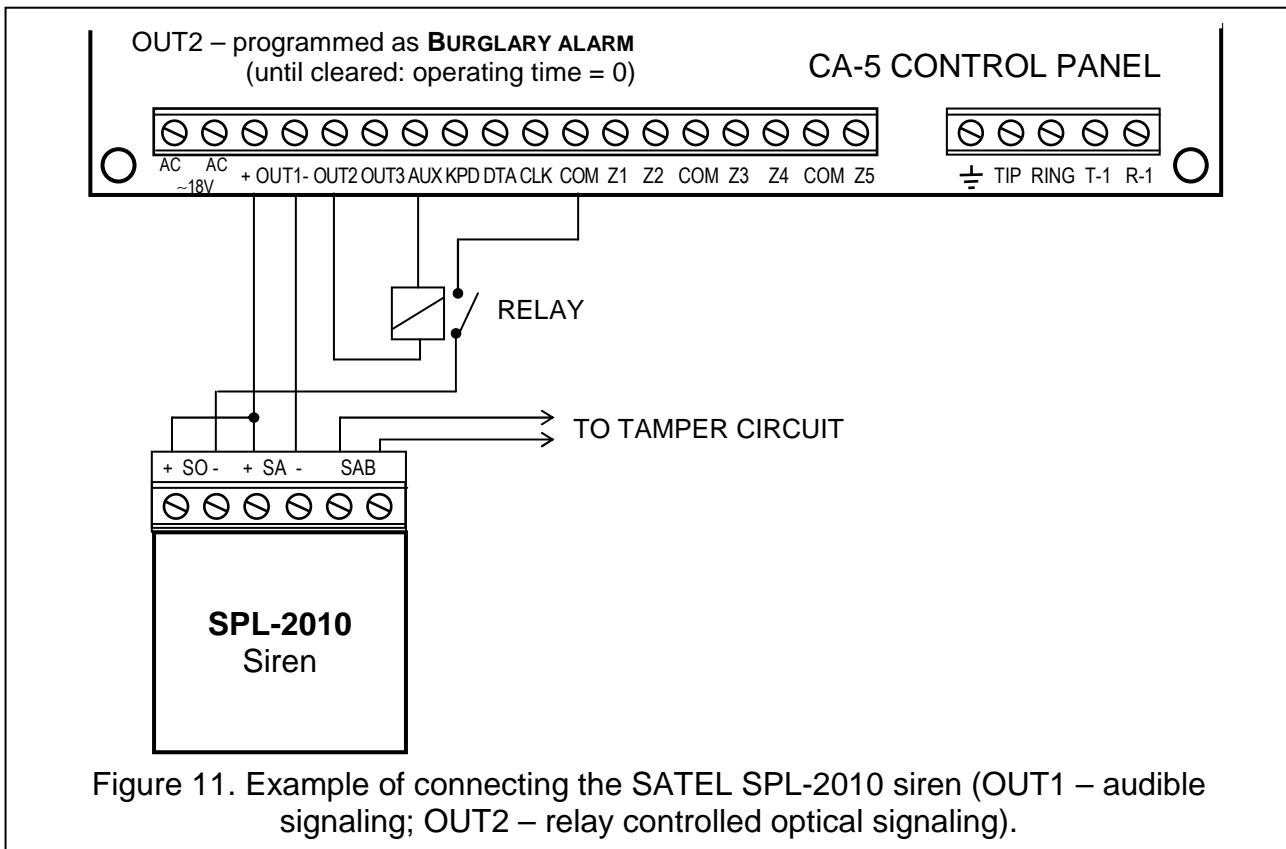 OUT2 – programmed as BURGLARY ALARM
(until cleared: operating time = 0)
CA-5 CONTROL PANEL
AC AC
~18V
+ OUT1- OUT2 OUT3 AUX KPD DTA CLK COM Z1 Z2 COM Z3 Z4 COM Z5
TIP RING T-1 R-1
RELAY
TO TAMPER CIRCUIT
+ SO - + SA - SAB
SPL-2010
Siren
Figure 11. Example of connecting the SATEL SPL-2010 siren (OUT1 – audible
signaling; OUT2 – relay controlled optical signaling).